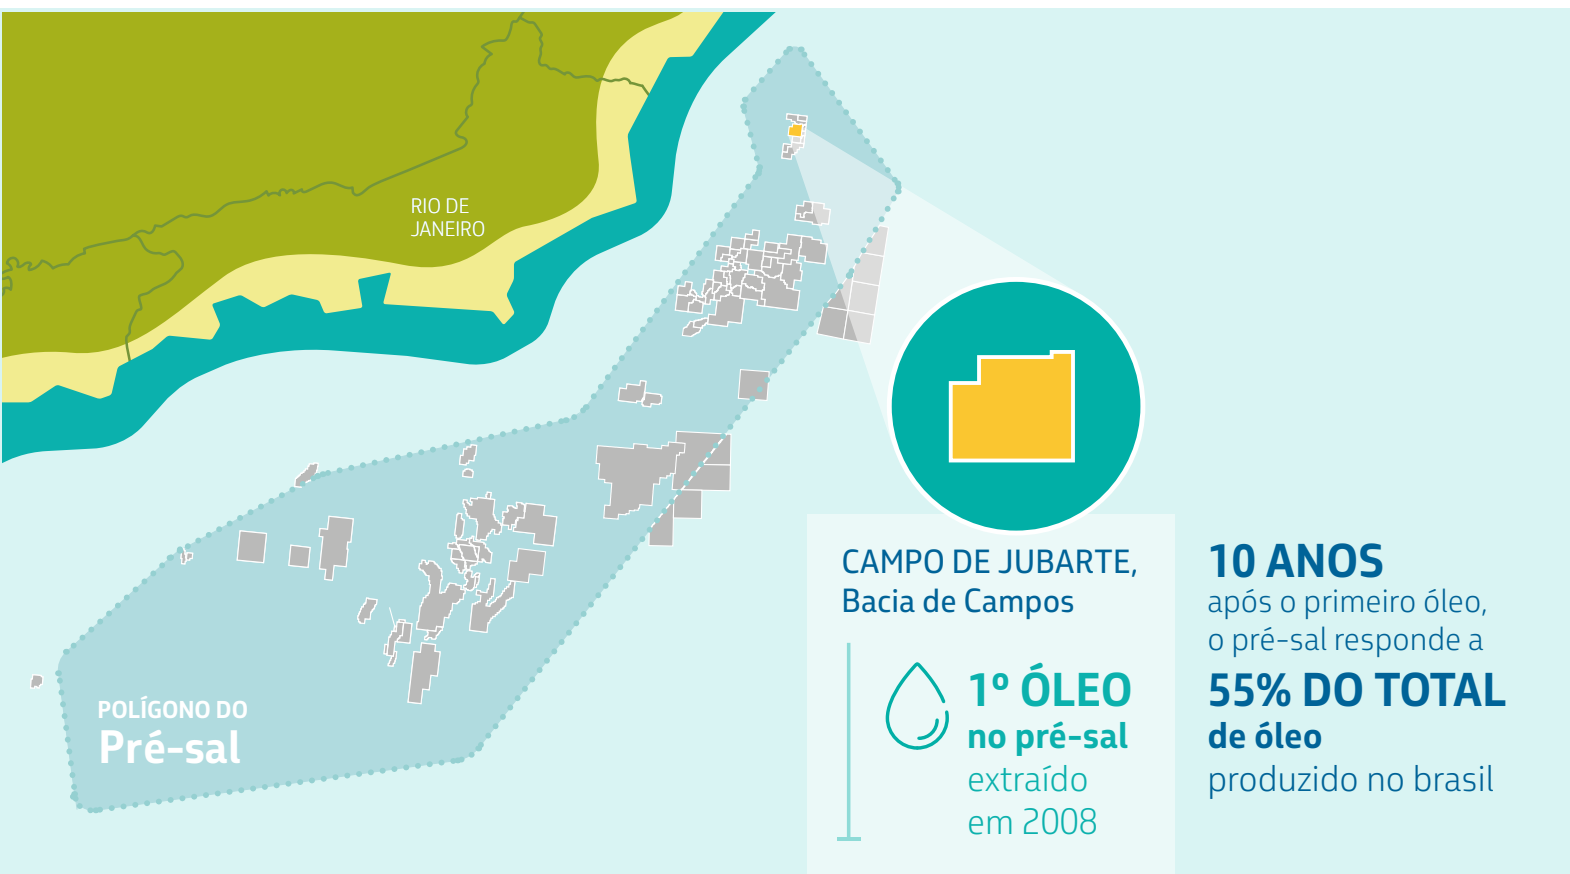 RIO DE
JANEIRO
POLÍGONO DO
Pré-sal
CAMPO DE JUBARTE,
Bacia de Campos
1º ÓLEO
no pré-sal
extraído
em 2008
10 ANOS
após o primeiro óleo,
o pré-sal responde a
55% DO TOTAL
de óleo
produzido no brasil